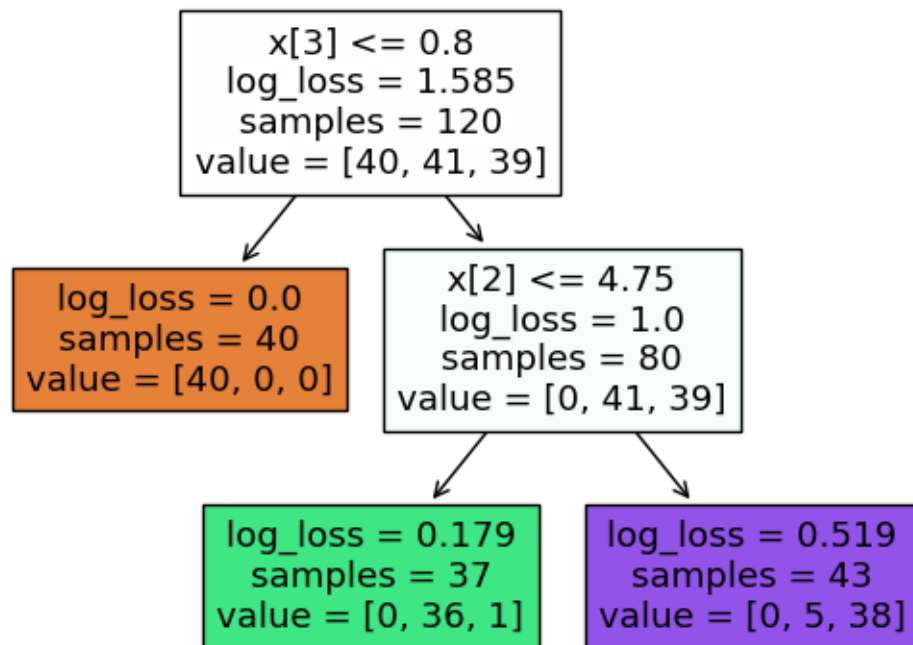 x[3] <= 0.8
log_loss = 1.585
samples = 120
value = [40, 41, 39]
log_loss = 0.0
samples = 40
value = [40, 0, 0]
x[2] <= 4.75
log_loss = 1.0
samples = 80
value = [0, 41, 39]
log_loss = 0.179
samples = 37
value = [0, 36, 1]
log_loss = 0.519
samples = 43
value = [0, 5, 38]